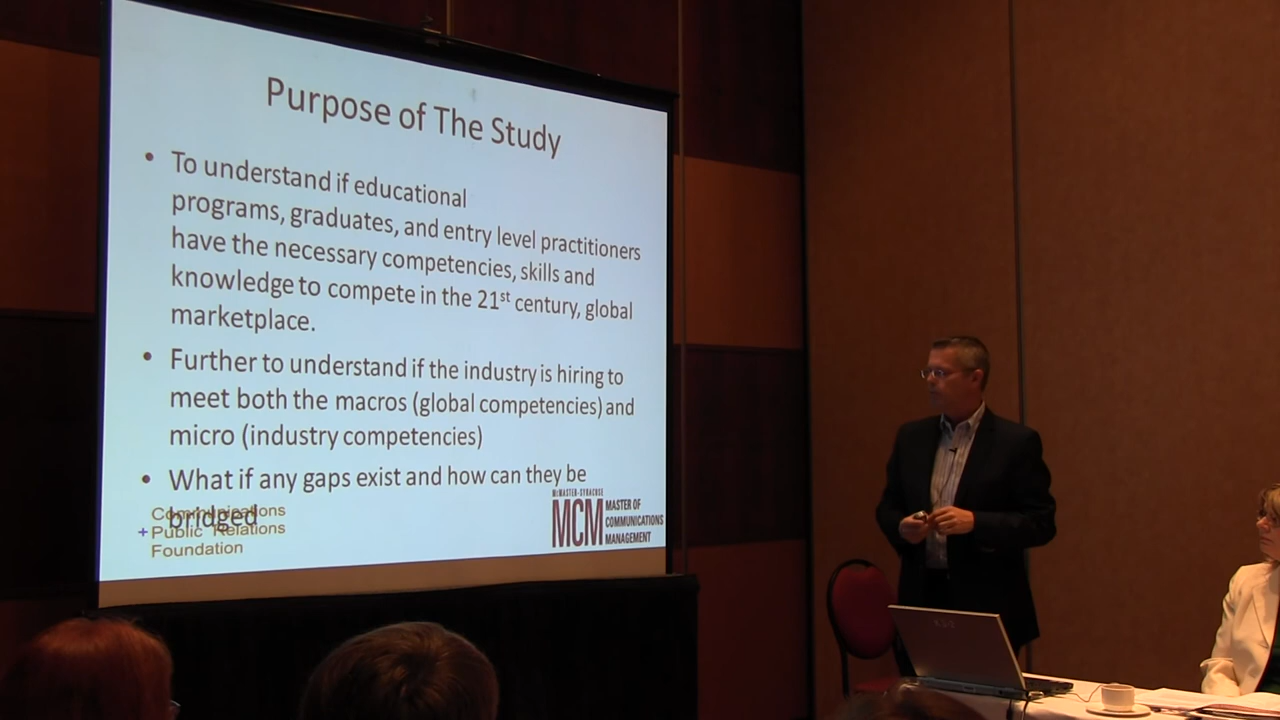 Purpose of The Study
• To understand if educational
programs, graduates, and entry level practitioners
have the necessary competencies, skills and
knowledge to compete in the 21st century, global
marketplace.
• Further to understand if the industry is hiring to
meet both the macros (global competencies) and
micro (industry competencies)
• What if any gaps exist and how can they be
bridged
Communications
+ Public Relations
Foundation
McMASTER-SYRACUSE
MCM MASTER OF
COMMUNICATIONS
MANAGEMENT